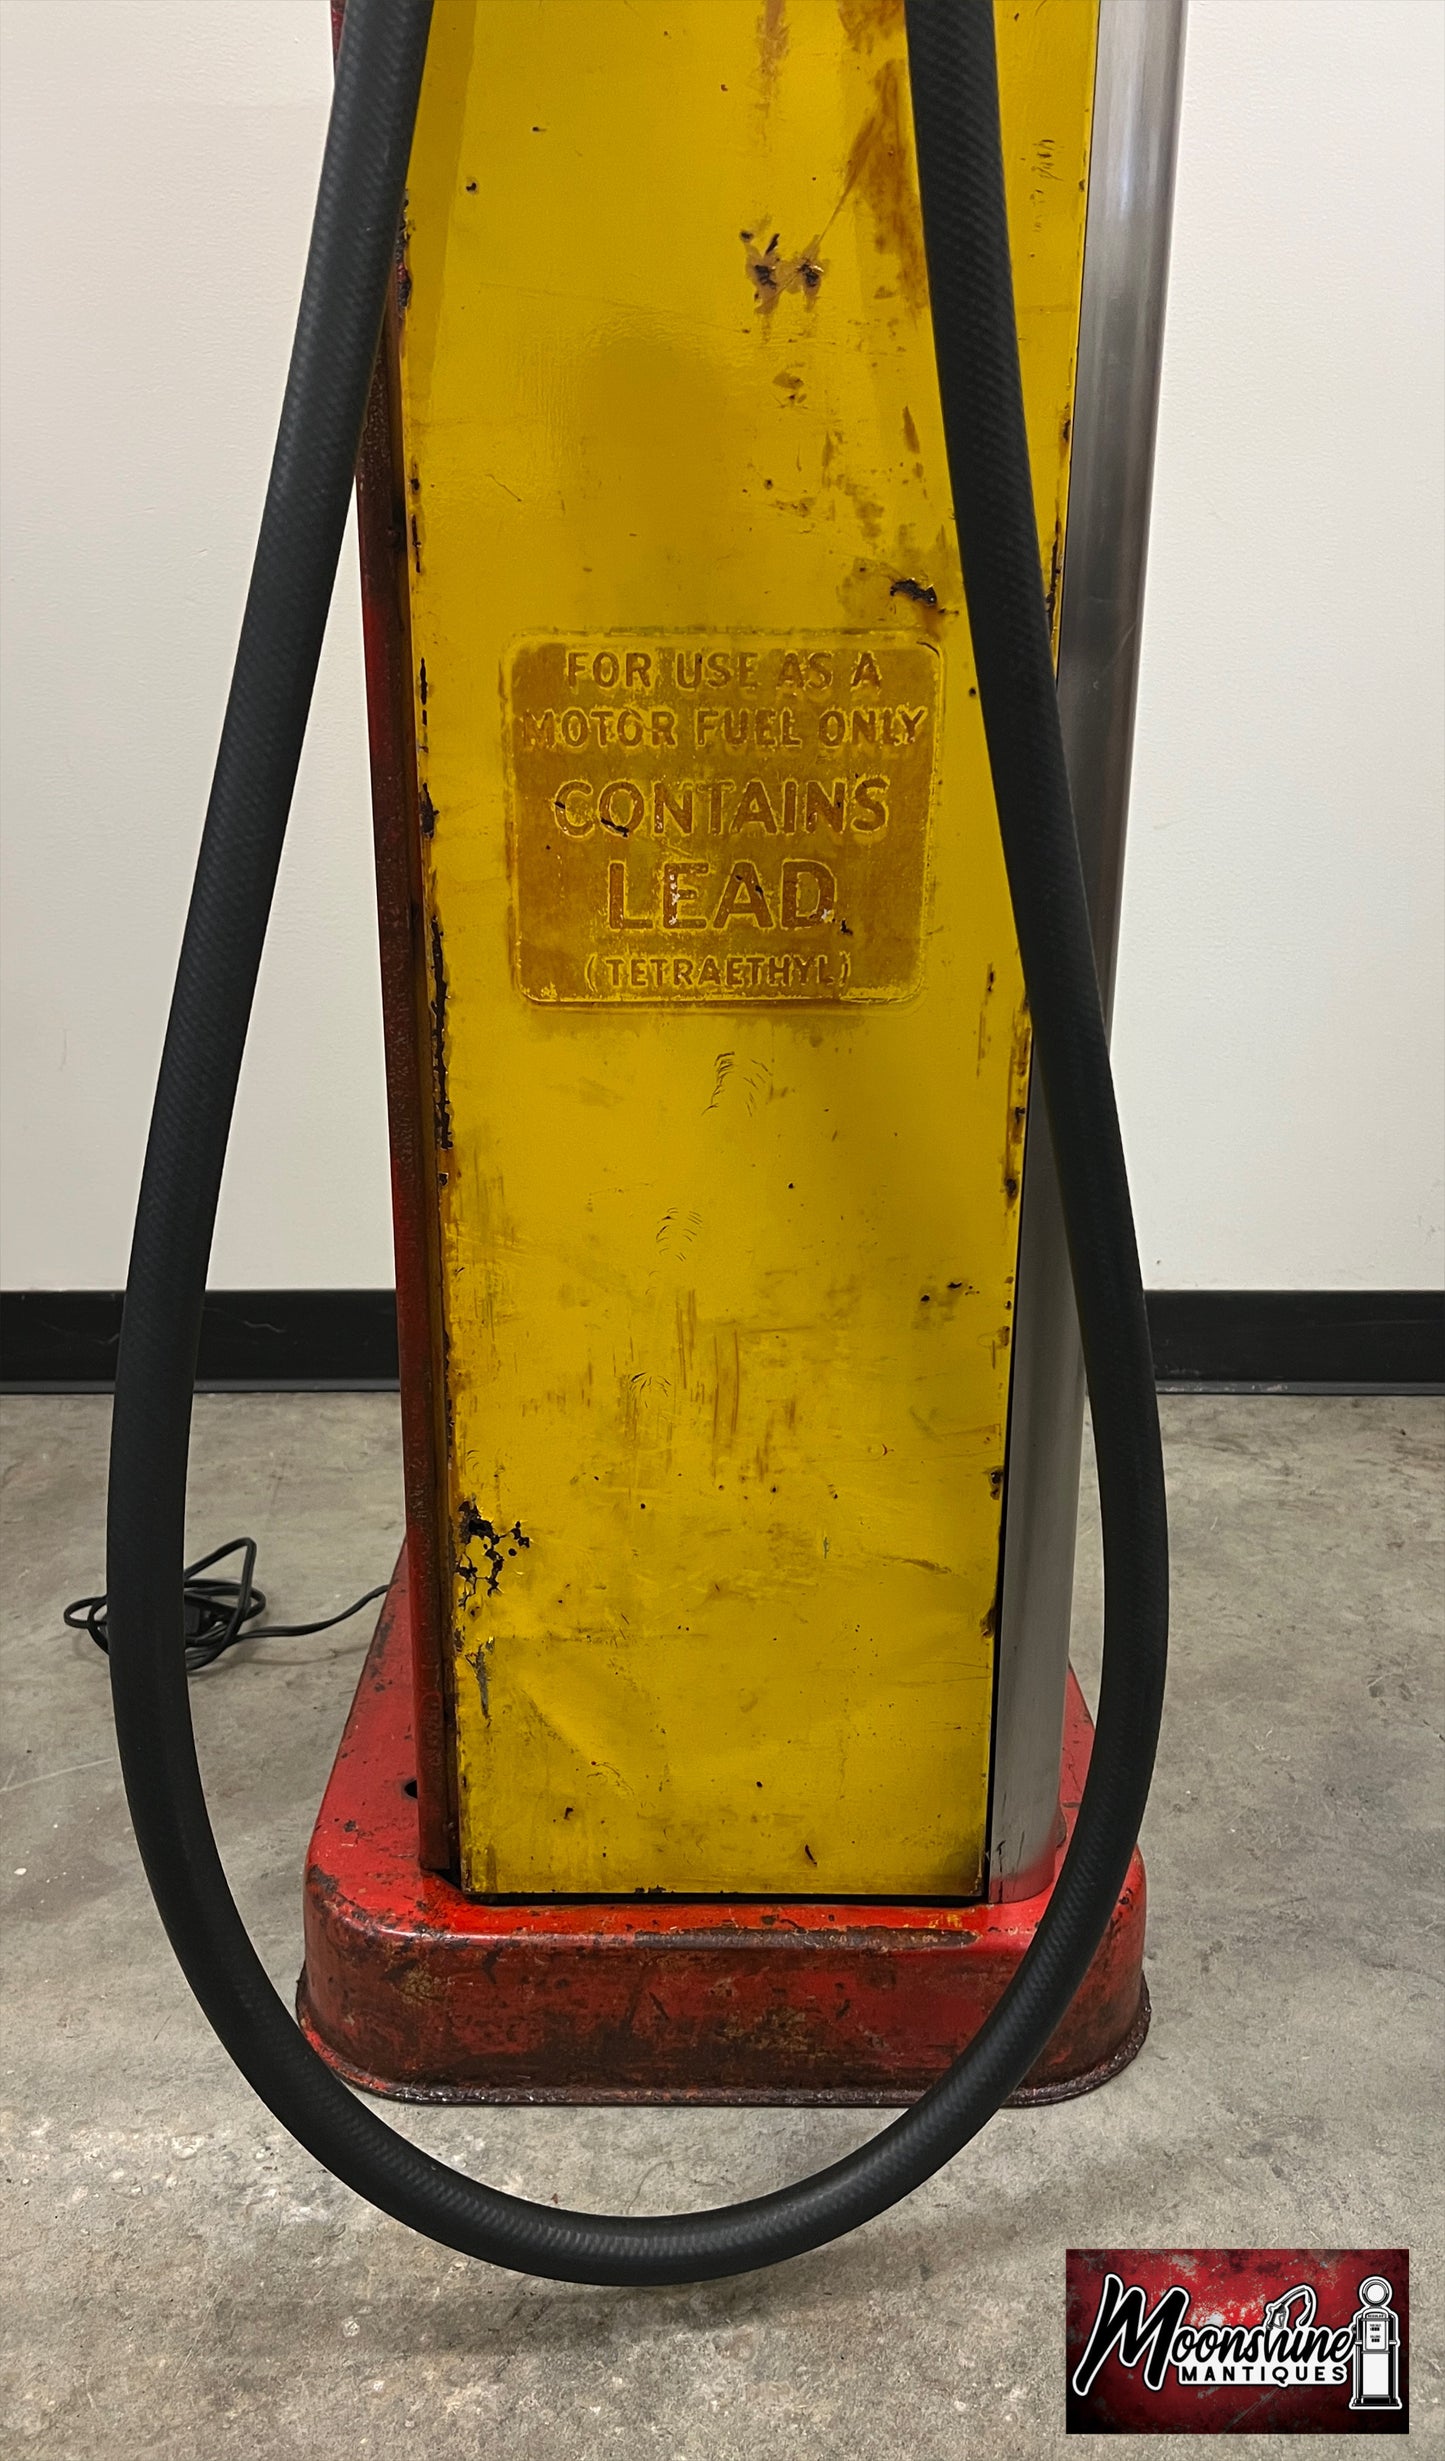 FOR USE AS A
MOTOR FUEL ONLY
CONTAINS
LEAD
(TETRAETHYL)
Moonshine
MANTIQUES